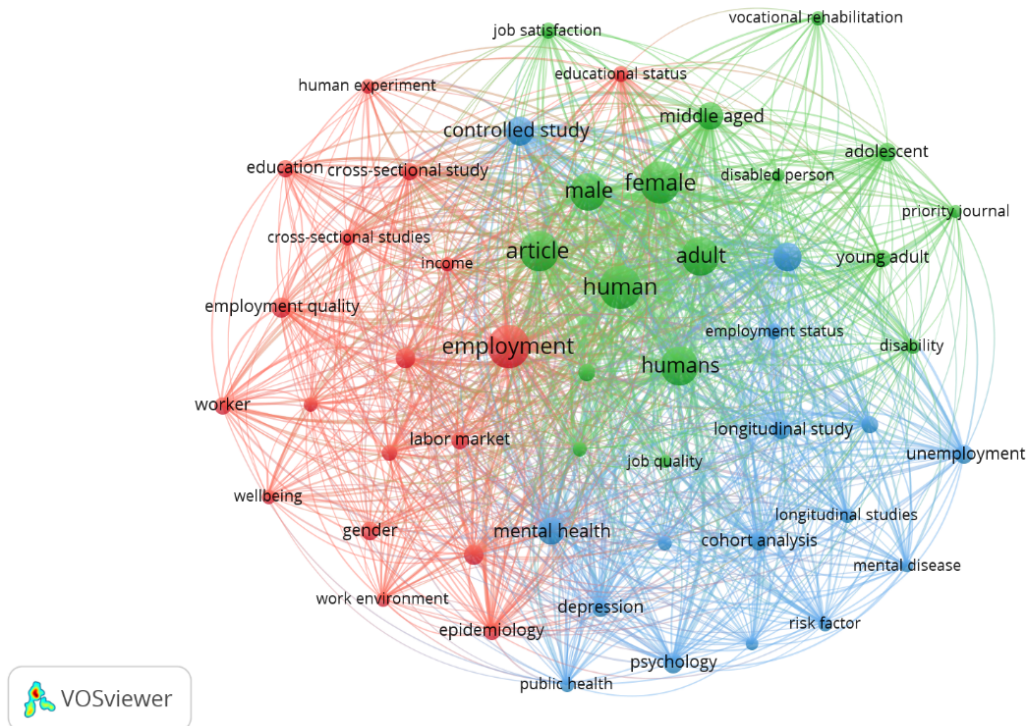 vocational rehabilitation
job satisfaction
educational status
human experiment
middle aged
controlled study
adolescent
education
cross-sectional study
disabled person
male
female
priority journal
cross-sectional studies
article
adult
young adult
income
human
employment quality
employment status
employment
disability
humans
worker
labor market
longitudinal study
unemployment
job quality
wellbeing
gender
mental health
longitudinal studies
cohort analysis
mental disease
work environment
depression
epidemiology
risk factor
psychology
public health
VOSviewer